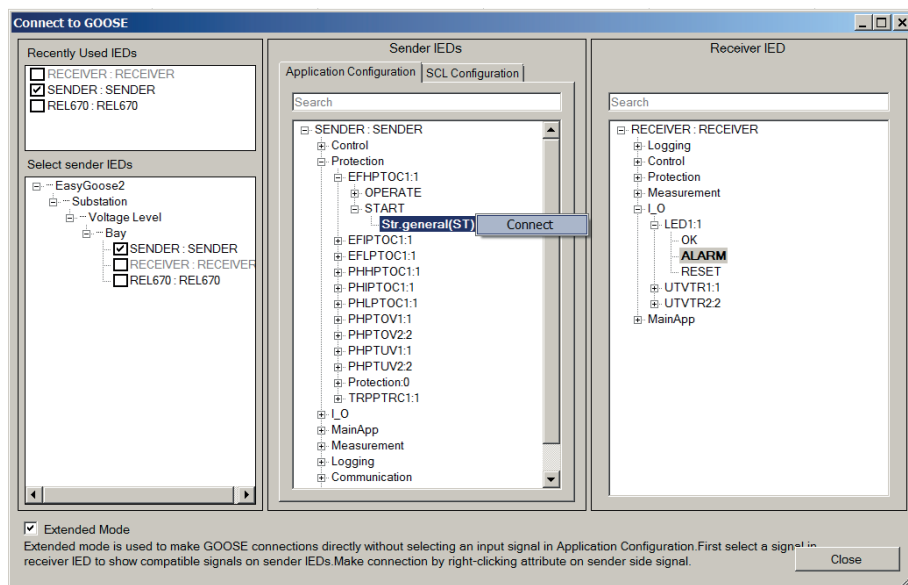 Connect to GOOSE
Recently Used IEDs
RECEIVER : RECEIVER
SENDER : SENDER
REL670 : REL670
Select sender IEDs
EasyGoose2
Substation
Voltage Level
Bay
SENDER : SENDER
RECEIVER : RECEIVER
REL670 : REL670
Sender IEDs
Application Configuration
SCL Configuration
Search
SENDER : SENDER
Control
Protection
EFHPTOC1:1
OPERATE
START
Str.general(ST)
Connect
EFIPTOC1:1
EFLPTOC1:1
PHHPTOC1:1
PHIPTOC1:1
PHLPTOC1:1
PHPTOV1:1
PHPTOV2:2
PHPTUV1:1
PHPTUV2:2
Protection:0
TRPPTRC1:1
I_O
MainApp
Measurement
Logging
Communication
Receiver IED
Search
RECEIVER : RECEIVER
Logging
Control
Protection
Measurement
I_O
LED1:1
OK
ALARM
RESET
UTVTR1:1
UTVTR2:2
MainApp
Extended Mode
Extended mode is used to make GOOSE connections directly without selecting an input signal in Application Configuration.First select a signal in
receiver IED to show compatible signals on sender IEDs.Make connection by right-clicking attribute on sender side signal.
Close